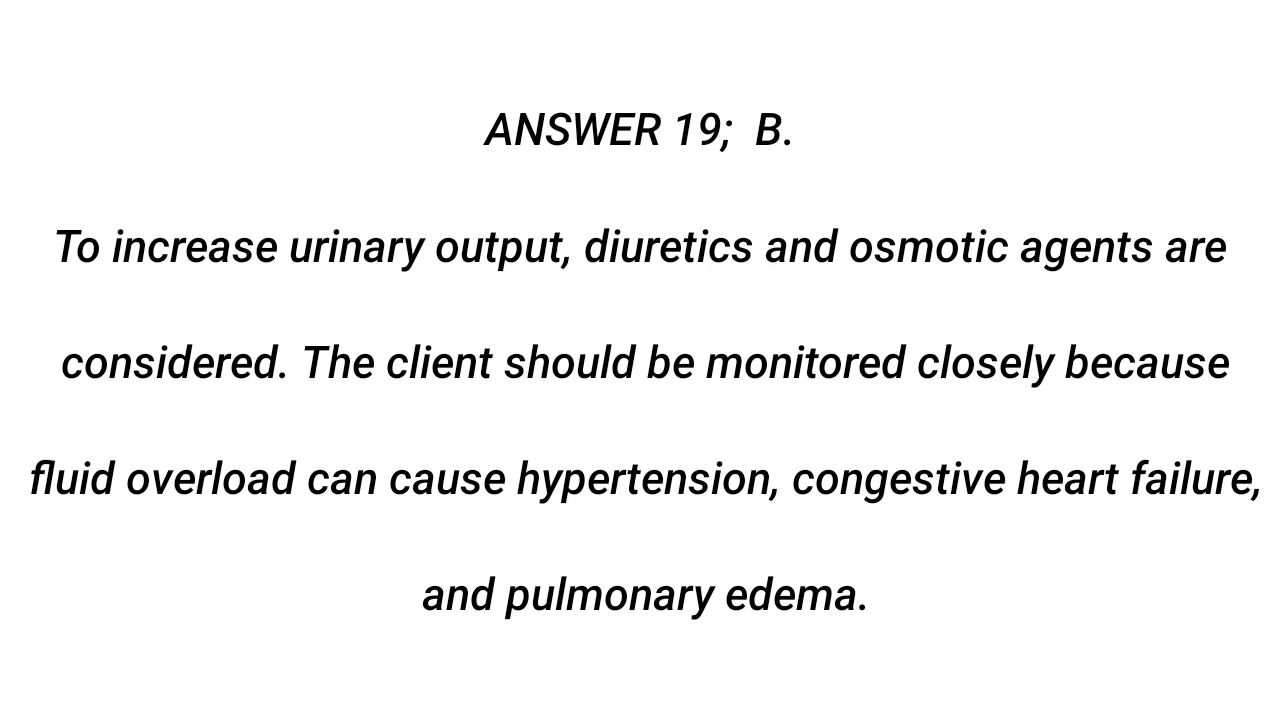 ANSWER 19; B.
To increase urinary output, diuretics and osmotic agents are
considered. The client should be monitored closely because
fluid overload can cause hypertension, congestive heart failure,
and pulmonary edema.